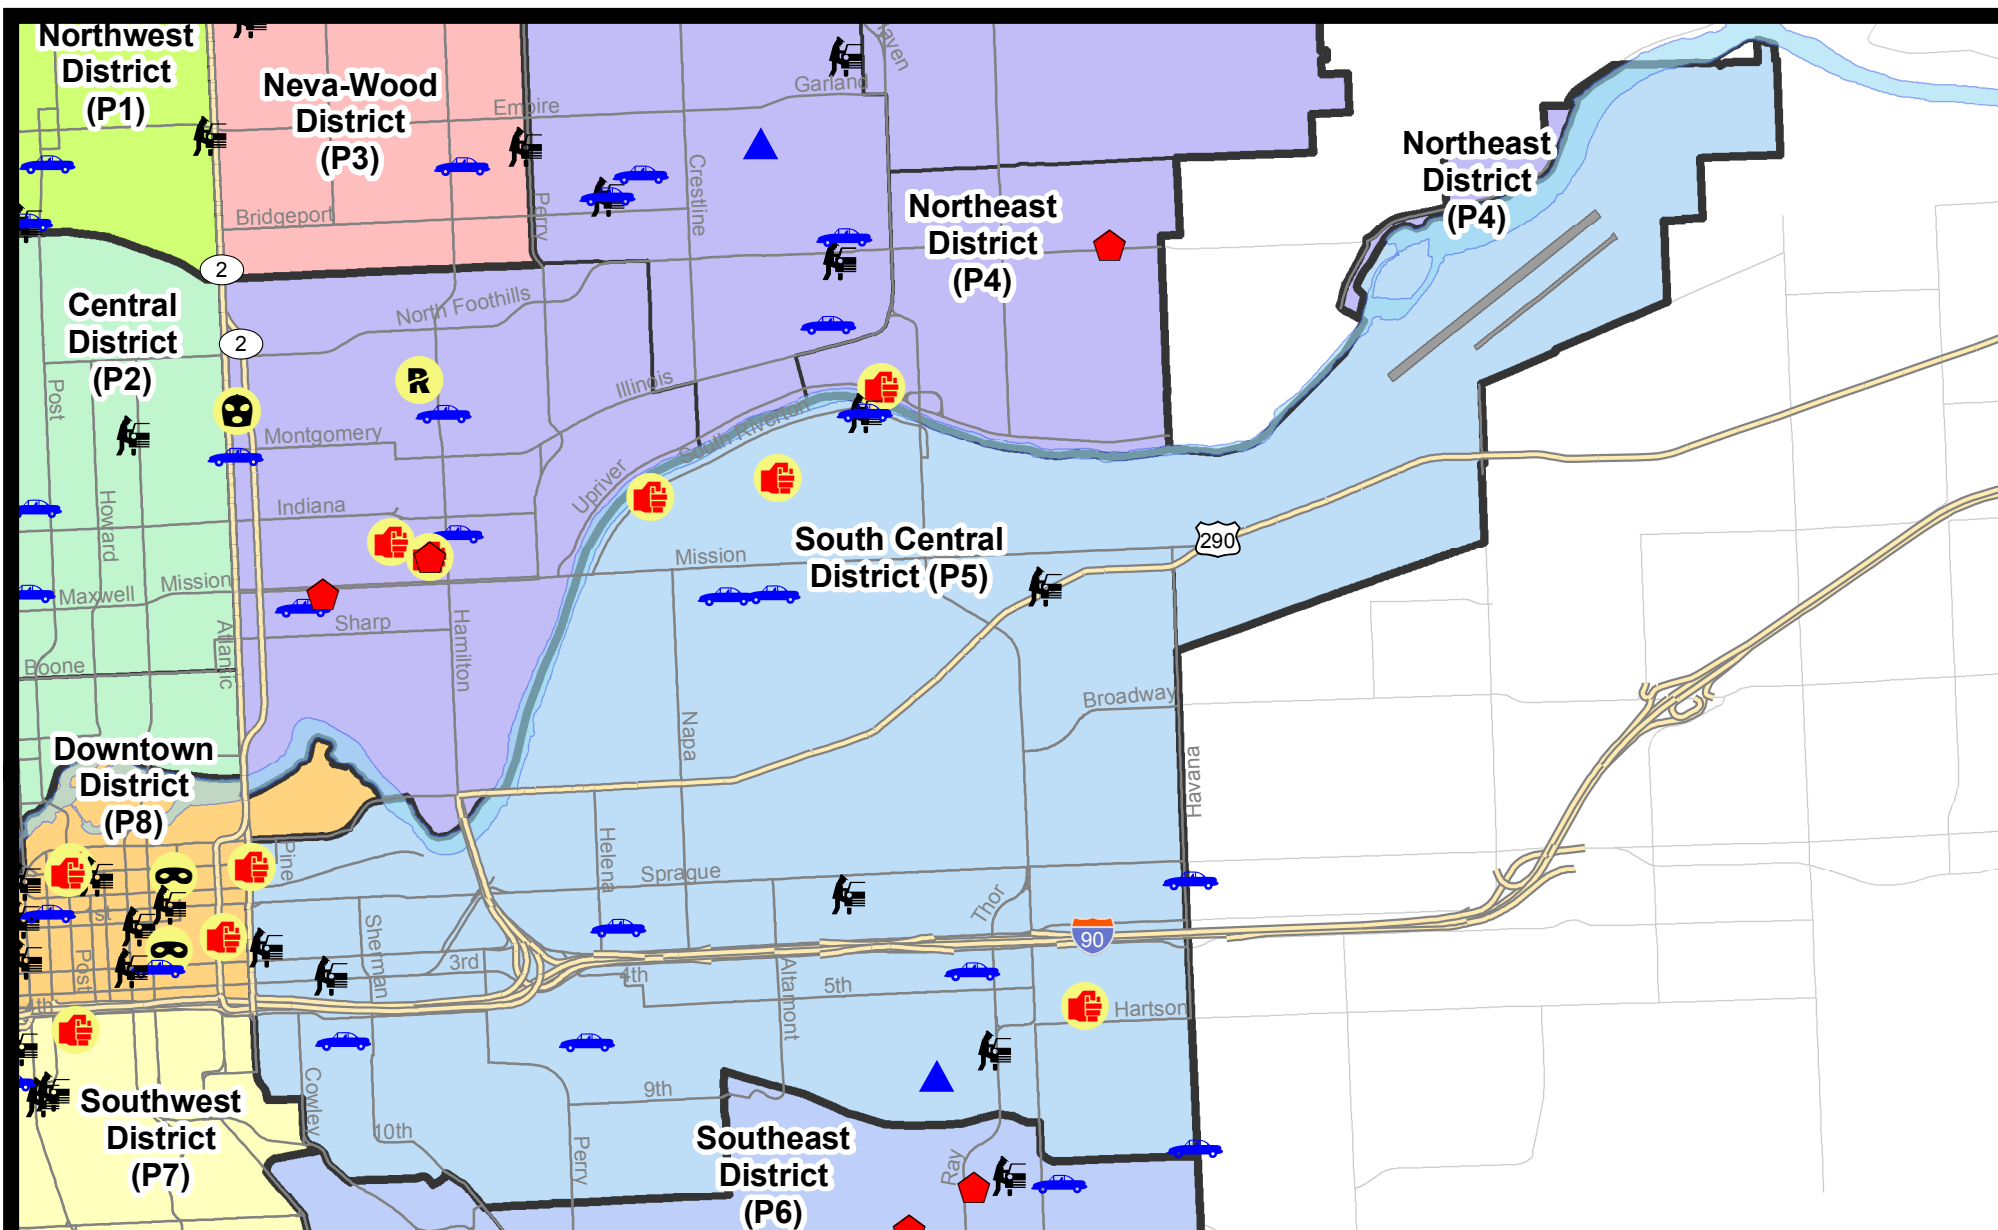 Northwest
District
(P1)
Neva-Wood
District
(P3)
Empire
Garland
Crestline
Perry
Bridgeport
Northeast
District
(P4)
Northeast
District
(P4)
2
Central
District
(P2)
2
North Foothills
Post
Howard
R
Illinois
Montgomery
South Riverton
Upriver
Indiana
South Central
District (P5)
290
Mission
Mission
Maxwell
Sharp
Hamilton
Atlantic
Boone
Napa
Broadway
Havana
Downtown
District
(P8)
Pine
Helena
Sprague
Thor
1st
Post
Sherman
3rd
4th
5th
Altamont
90
Hartson
Southwest
District
(P7)
Cowley
10th
9th
Perry
Southeast
District
(P6)
Ray